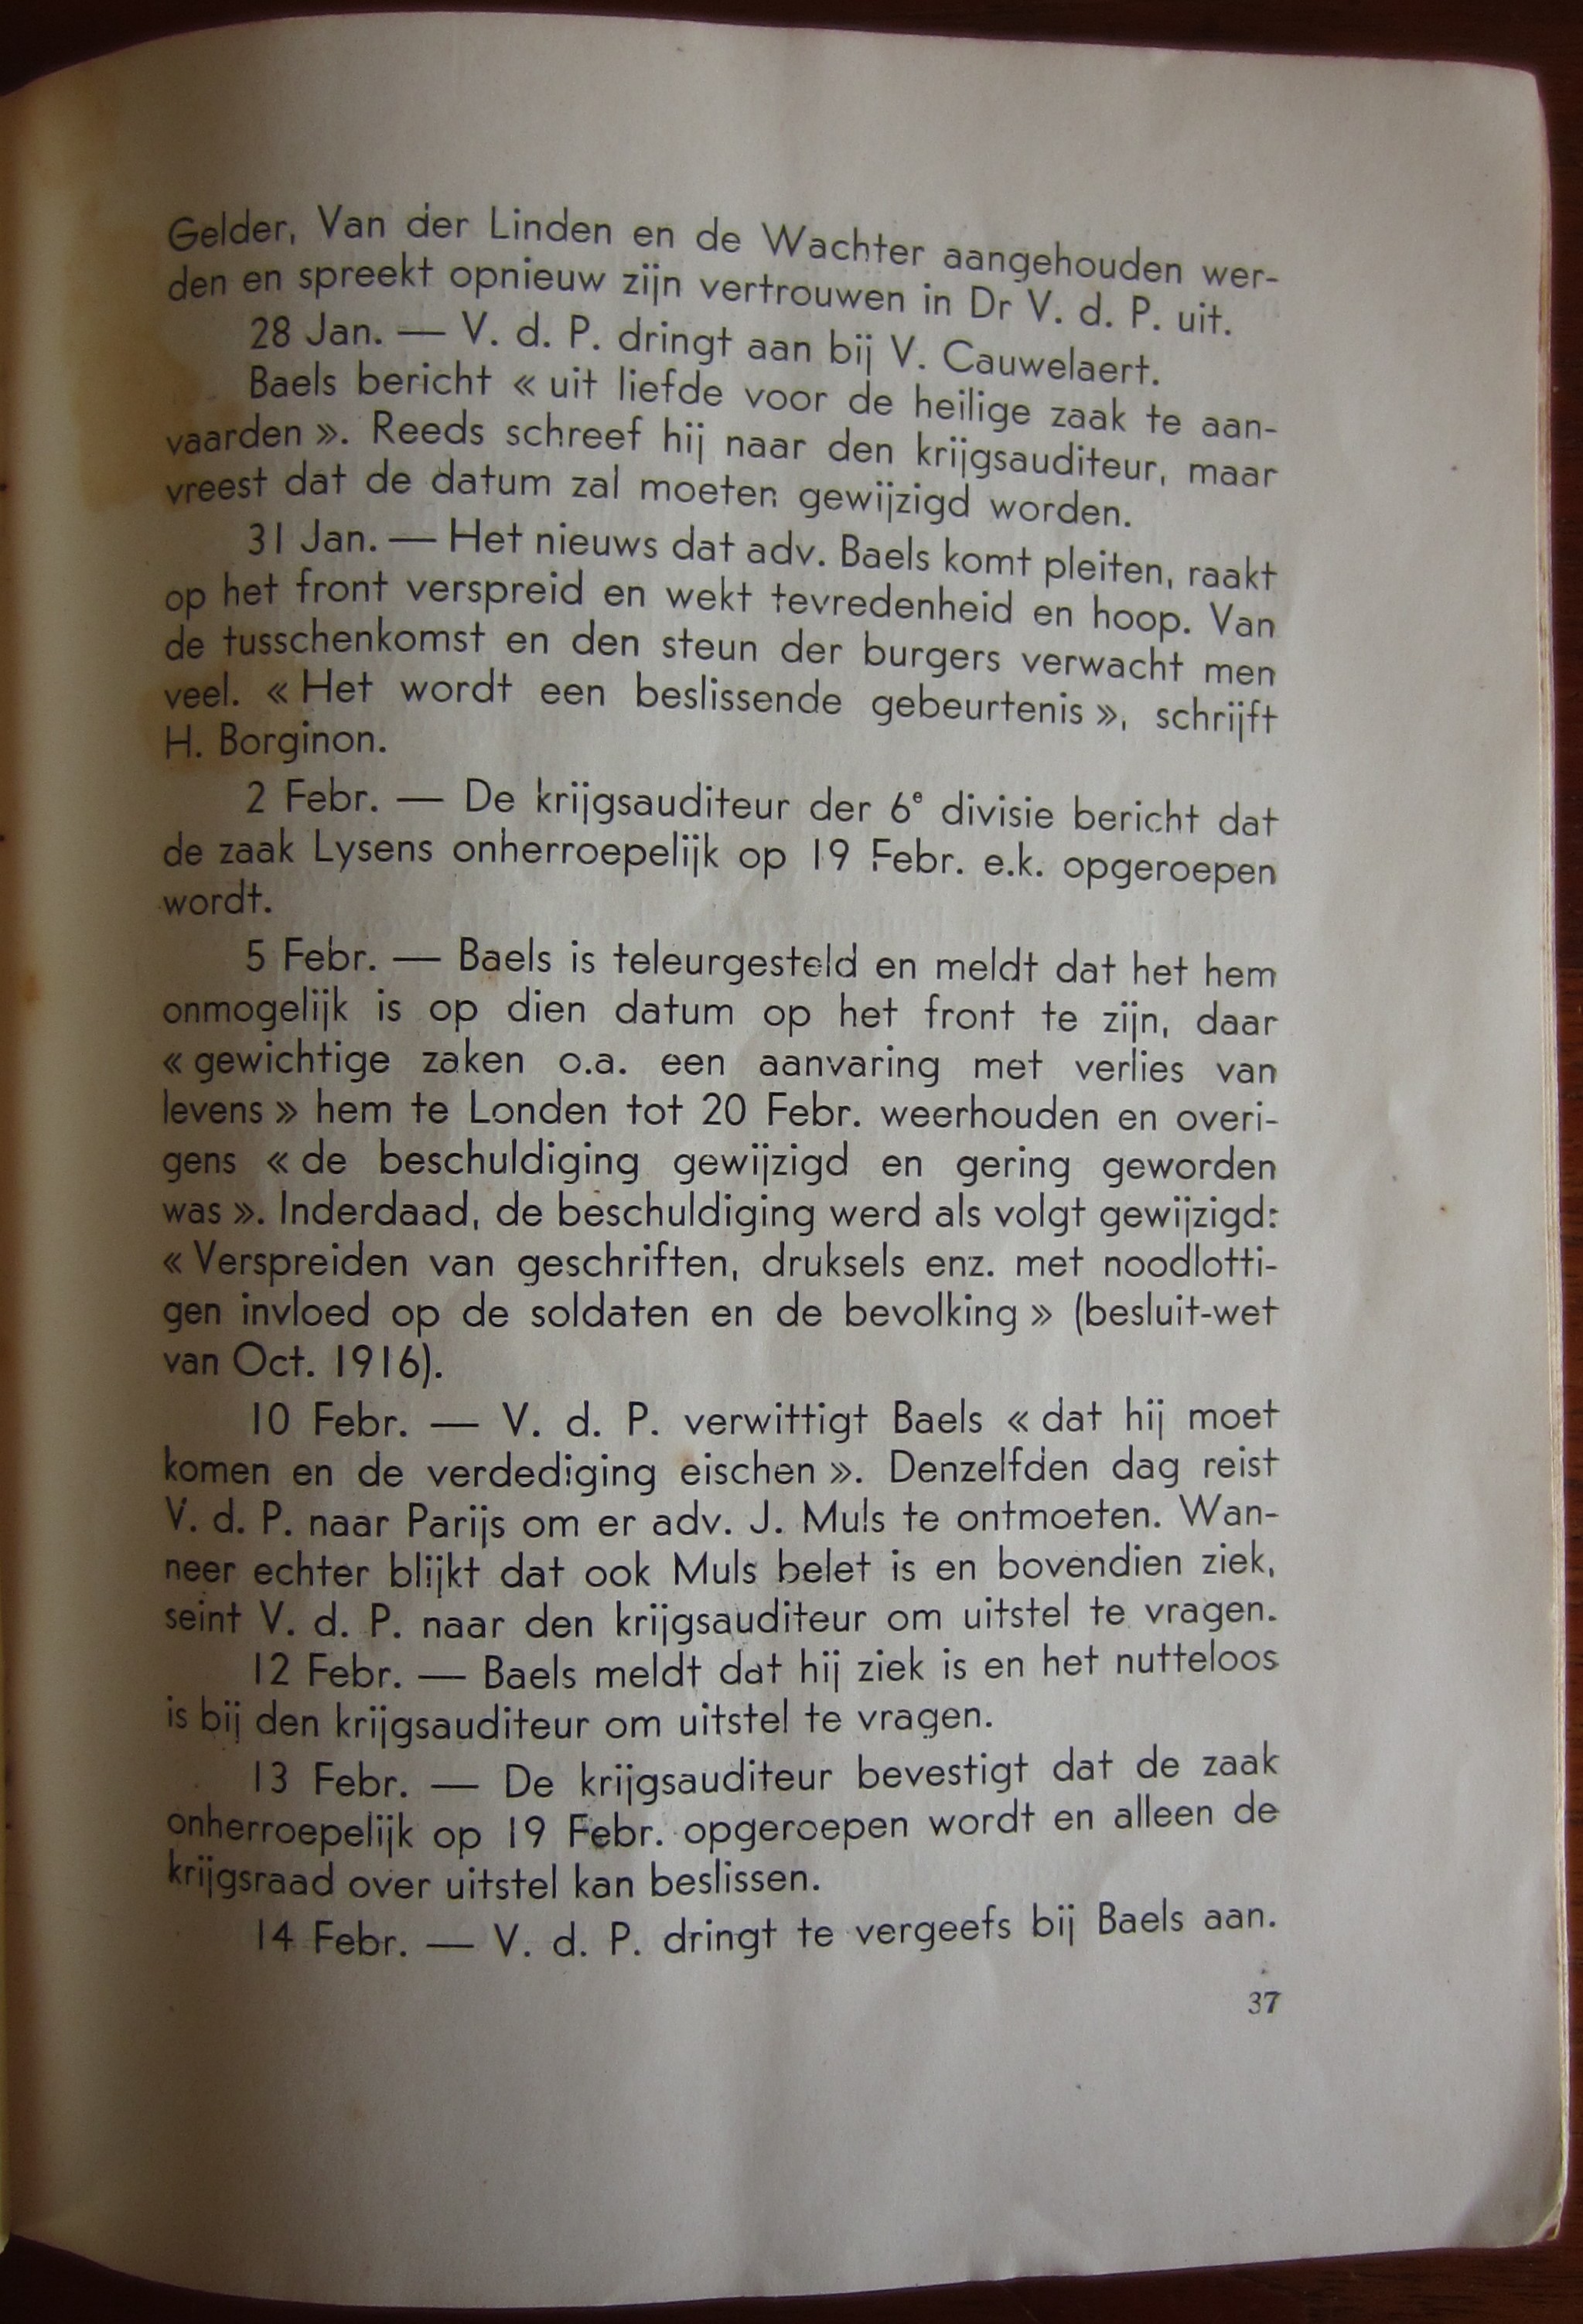 Gelder, Van der Linden en de Wachter aangehouden wer-
den en spreekt opnieuw zijn vertrouwen in Dr V. d. P. uit.
28 Jan. — V. d. P. dringt aan bij V. Cauwelaert.
Baels bericht « uit liefde voor de heilige zaak te aan-
vaarden ». Reeds schreef hij naar den krijgsauditeur, maar
vreest dat de datum zal moeten gewijzigd worden.
31 Jan. — Het nieuws dat adv. Baels komt pleiten, raakt
op het front verspreid en wekt tevredenheid en hoop. Van
de tusschenkomst en den steun der burgers verwacht men
veel. « Het wordt een beslissende gebeurtenis », schrijft
H. Borginon.
2 Febr. — De krijgsauditeur der 6e divisie bericht dat
de zaak Lysens onherroepelijk op 19 Febr. e.k. opgeroepen
wordt.
5 Febr. — Baels is teleurgesteld en meldt dat het hem
onmogelijk is op dien datum op het front te zijn, daar
« gewichtige zaken o.a. een aanvaring met verlies van
levens » hem te Londen tot 20 Febr. weerhouden en overi-
gens « de beschuldiging gewijzigd en gering geworden
was ». Inderdaad, de beschuldiging werd als volgt gewijzigd:
« Verspreiden van geschriften, druksels enz. met noodlotti-
gen invloed op de soldaten en de bevolking » (besluit-wet
van Oct. 1916).
10 Febr. — V. d. P. verwittigt Baels « dat hij moet
komen en de verdediging eischen ». Denzelfden dag reist
V. d. P. naar Parijs om er adv. J. Muls te ontmoeten. Wan-
neer echter blijkt dat ook Muls belet is en bovendien ziek,
seint V. d. P. naar den krijgsauditeur om uitstel te vragen.
12 Febr. — Baels meldt dat hij ziek is en het nutteloos
is bij den krijgsauditeur om uitstel te vragen.
13 Febr. — De krijgsauditeur bevestigt dat de zaak
onherroepelijk op 19 Febr. opgeroepen wordt en alleen de
krijgsraad over uitstel kan beslissen.
14 Febr. — V. d. P. dringt te vergeefs bij Baels aan.
37